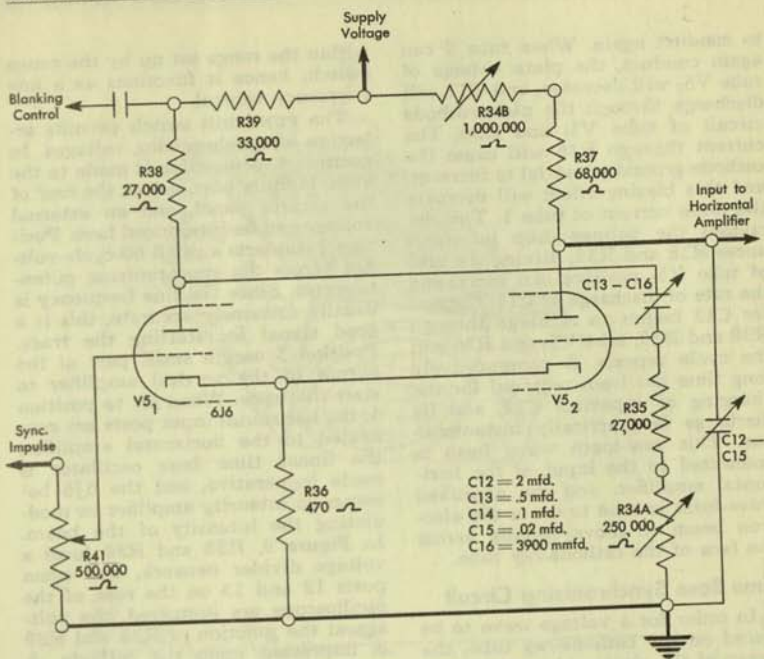 Supply
Voltage
Blanking
Control
R39
33,000
R34B
1,000,000
R38
27,000
R37
68,000
Input to
Horizontal
Amplifier
C13 – C16
V5₁
6J6
V5₂
Sync.
Impulse
R35
27,000
C12 –
C15
R36
470
C12 = 2 mfd.
C13 = .5 mfd.
C14 = .1 mfd.
C15 = .02 mfd.
C16 = 3900 mmfd.
R34A
250,000
R41
500,000